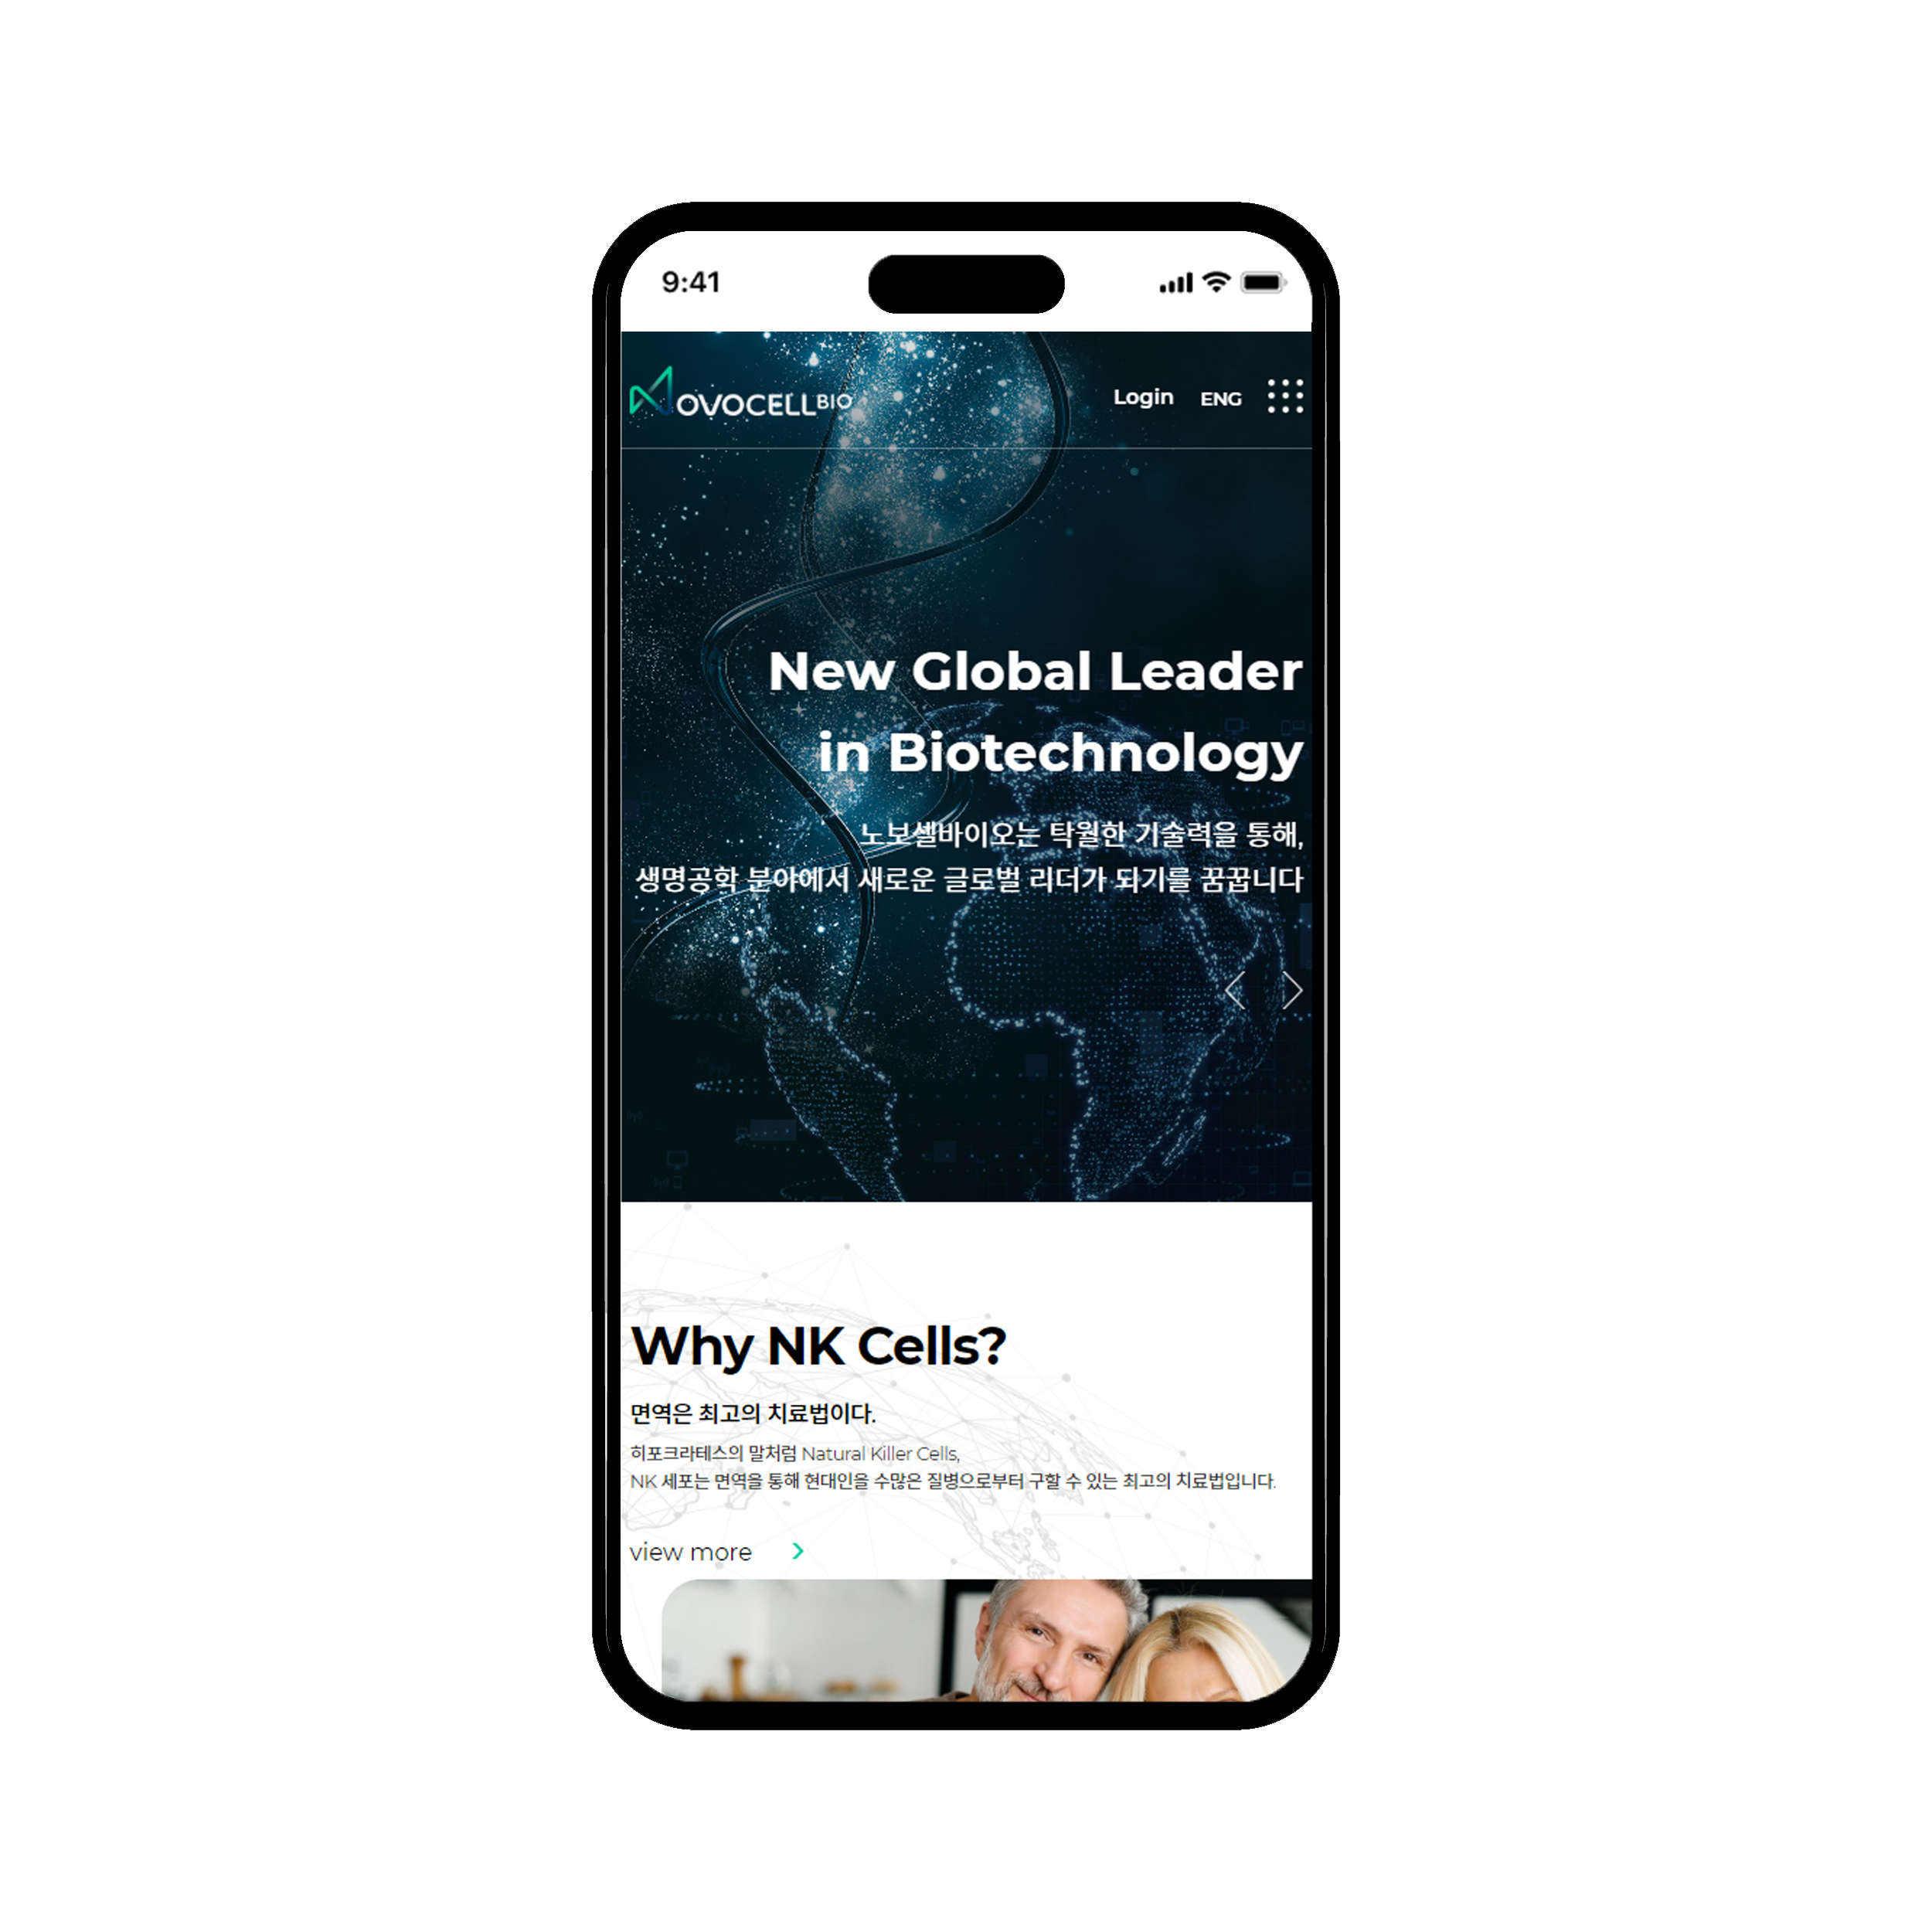 9:41
NOVOCELL BIO
Login ENG
New Global Leader
in Biotechnology
노보셀바이오는 탁월한 기술력을 통해,
생명공학 분야에서 새로운 글로벌 리더가 되기를 꿈꿉니다
Why NK Cells?
면역은 최고의 치료법이다.
히포크라테스의 말처럼 Natural Killer Cells,
NK 세포는 면역을 통해 현대인을 수많은 질병으로부터 구할 수 있는 최고의 치료법입니다.
view more